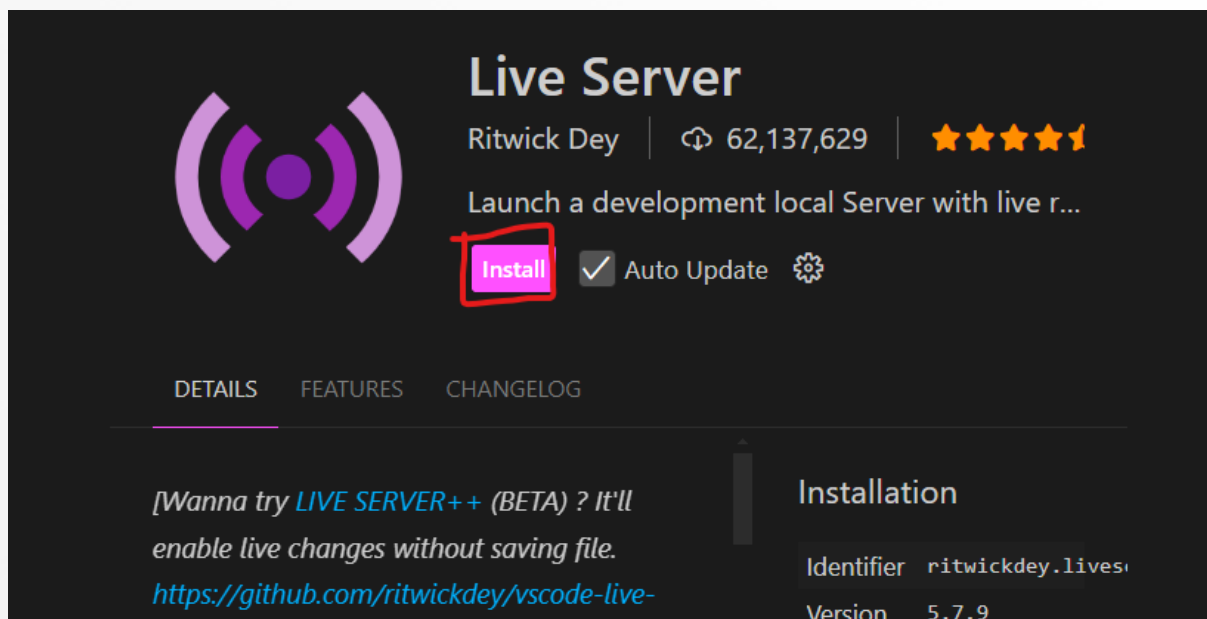 Live Server
Ritwick Dey 62,137,629
Launch a development local Server with live r...
Install Auto Update
DETAILS FEATURES CHANGELOG
[Wanna try LIVE SERVER++ (BETA) ? It'll
enable live changes without saving file.
https://github.com/ritwickdey/vscode-live-
Installation
Identifier ritwickdey.lives
Version 5.7.9